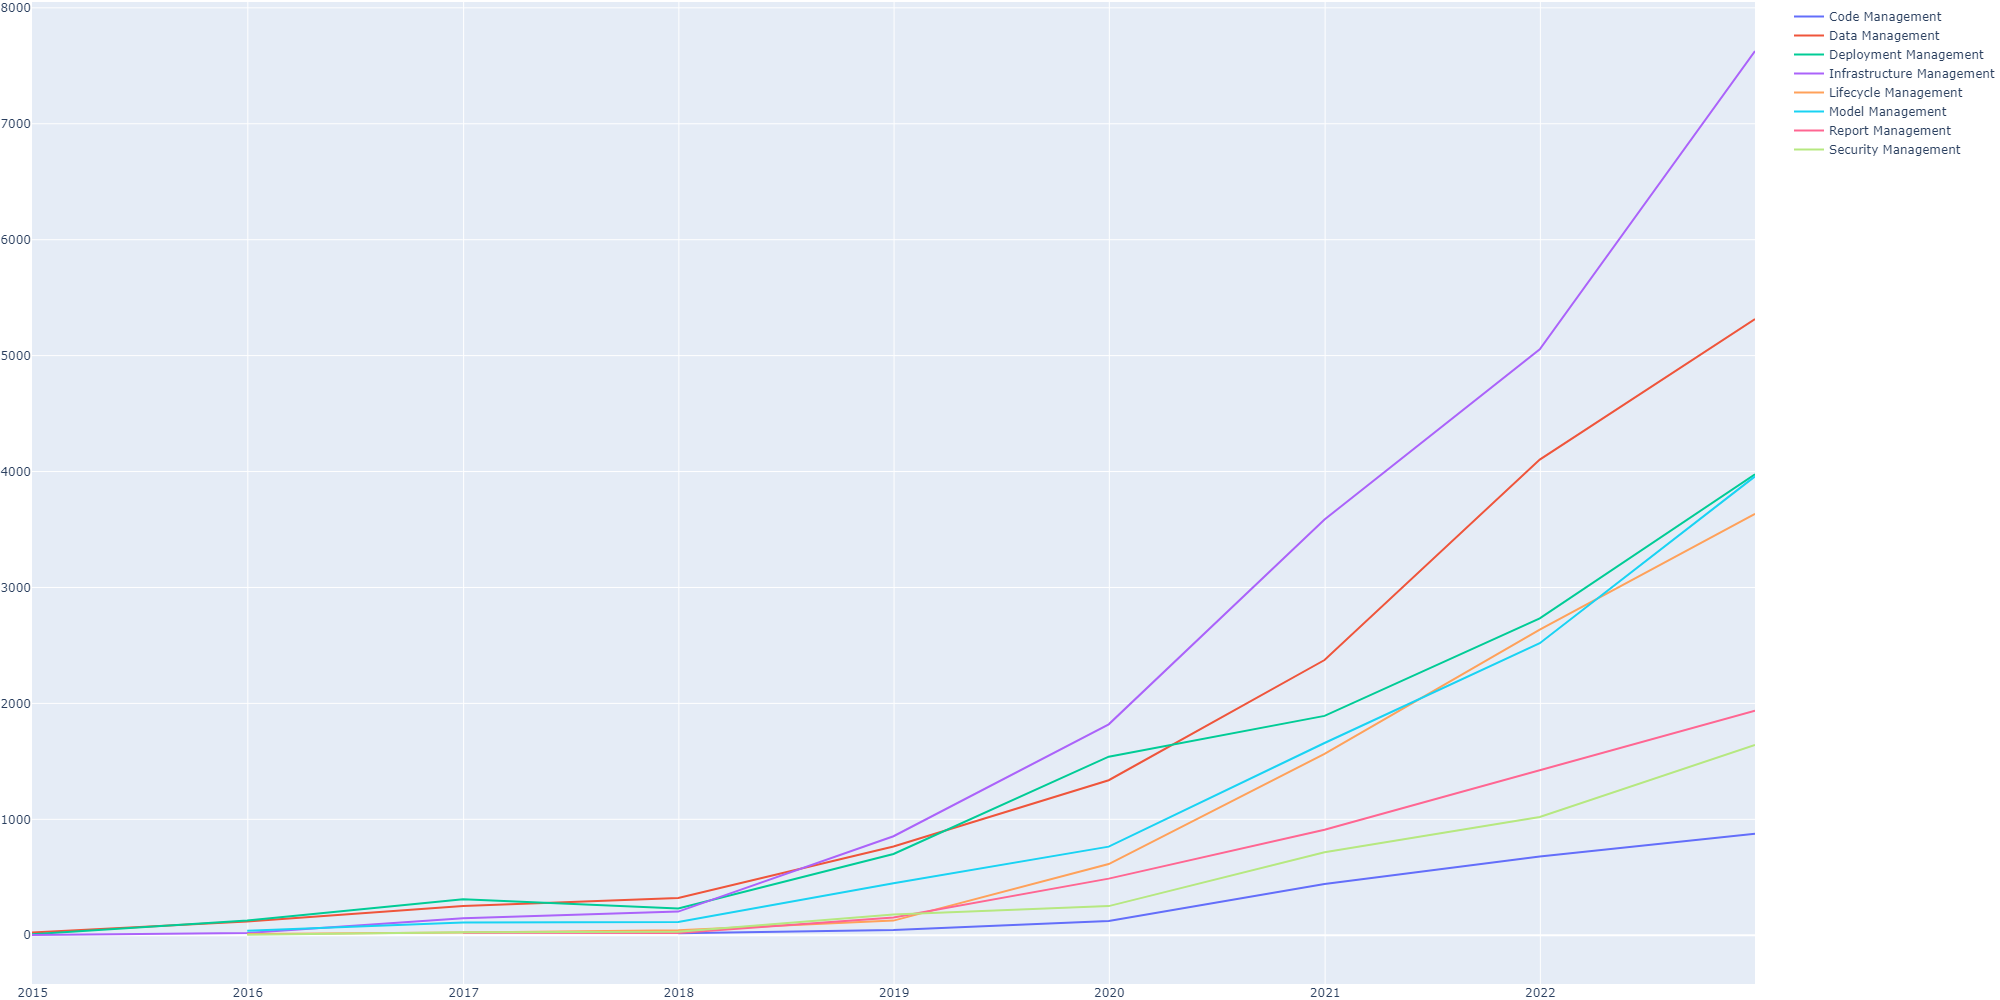 8000
7000
6000
5000
4000
3000
2000
1000
0
2015 2016 2017 2018 2019 2020 2021 2022
Code Management
Data Management
Deployment Management
Infrastructure Management
Lifecycle Management
Model Management
Report Management
Security Management